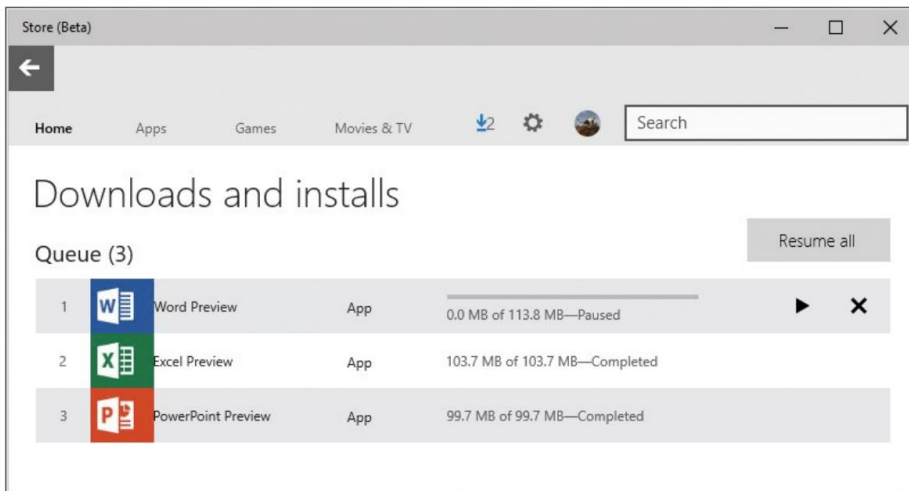 Store (Beta)
Home Apps Games Movies & TV 2 Search
Downloads and installs
Resume all
Queue (3)
1 Word Preview App 0.0 MB of 113.8 MB—Paused
2 Excel Preview App 103.7 MB of 103.7 MB—Completed
3 PowerPoint Preview App 99.7 MB of 99.7 MB—Completed